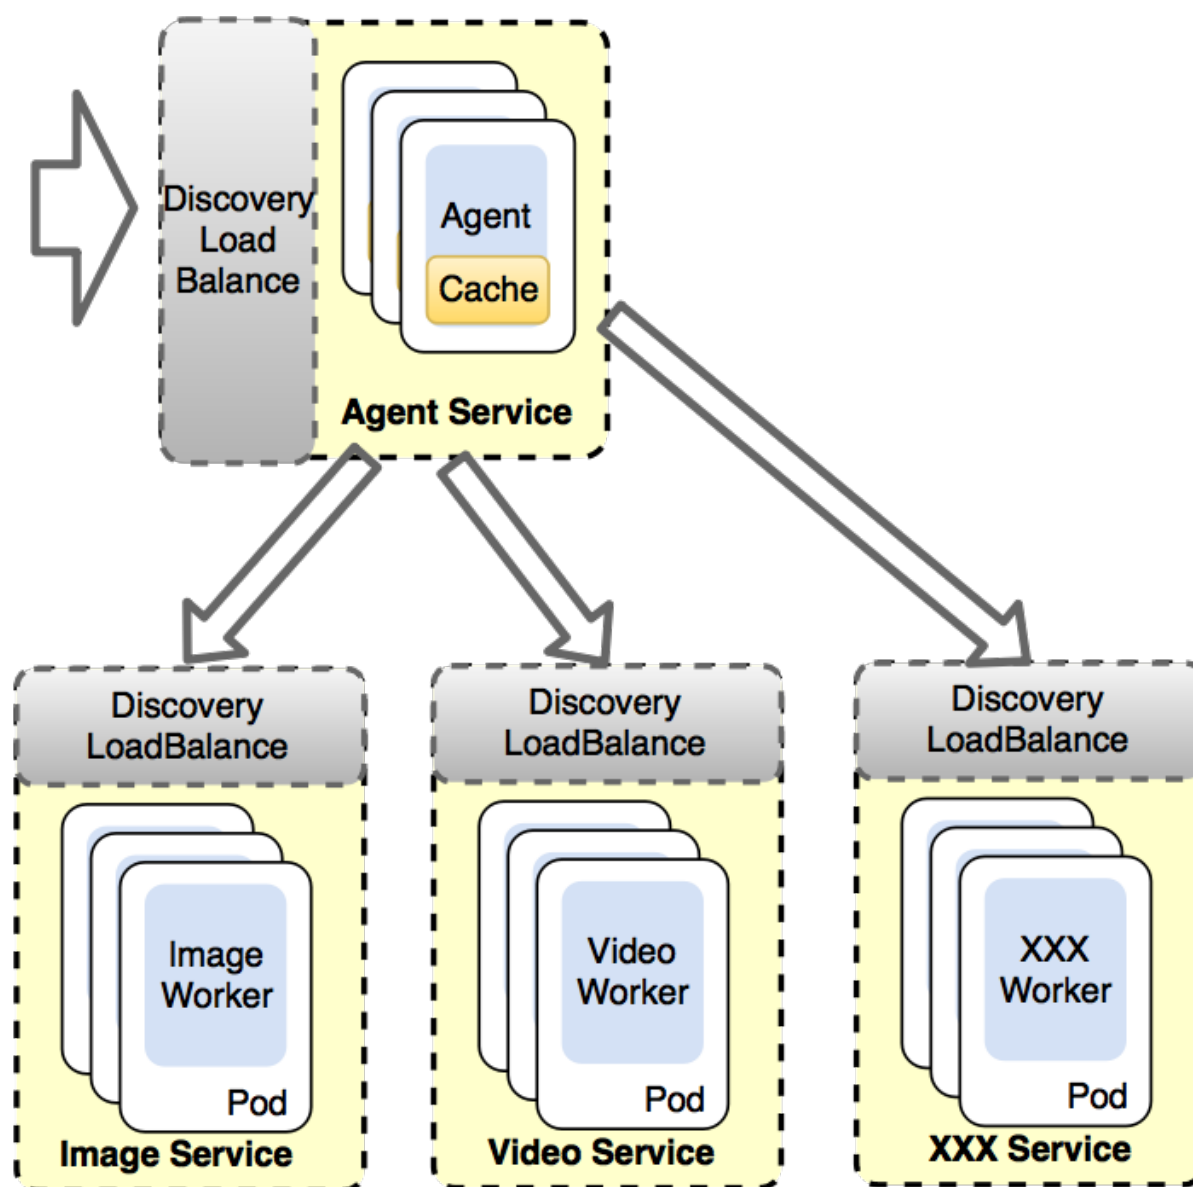 Discovery
Load
Balance
Agent
Cache
Agent Service
Discovery
LoadBalance
Image
Worker
Pod
Image Service
Discovery
LoadBalance
Video
Worker
Pod
Video Service
Discovery
LoadBalance
XXX
Worker
Pod
XXX Service